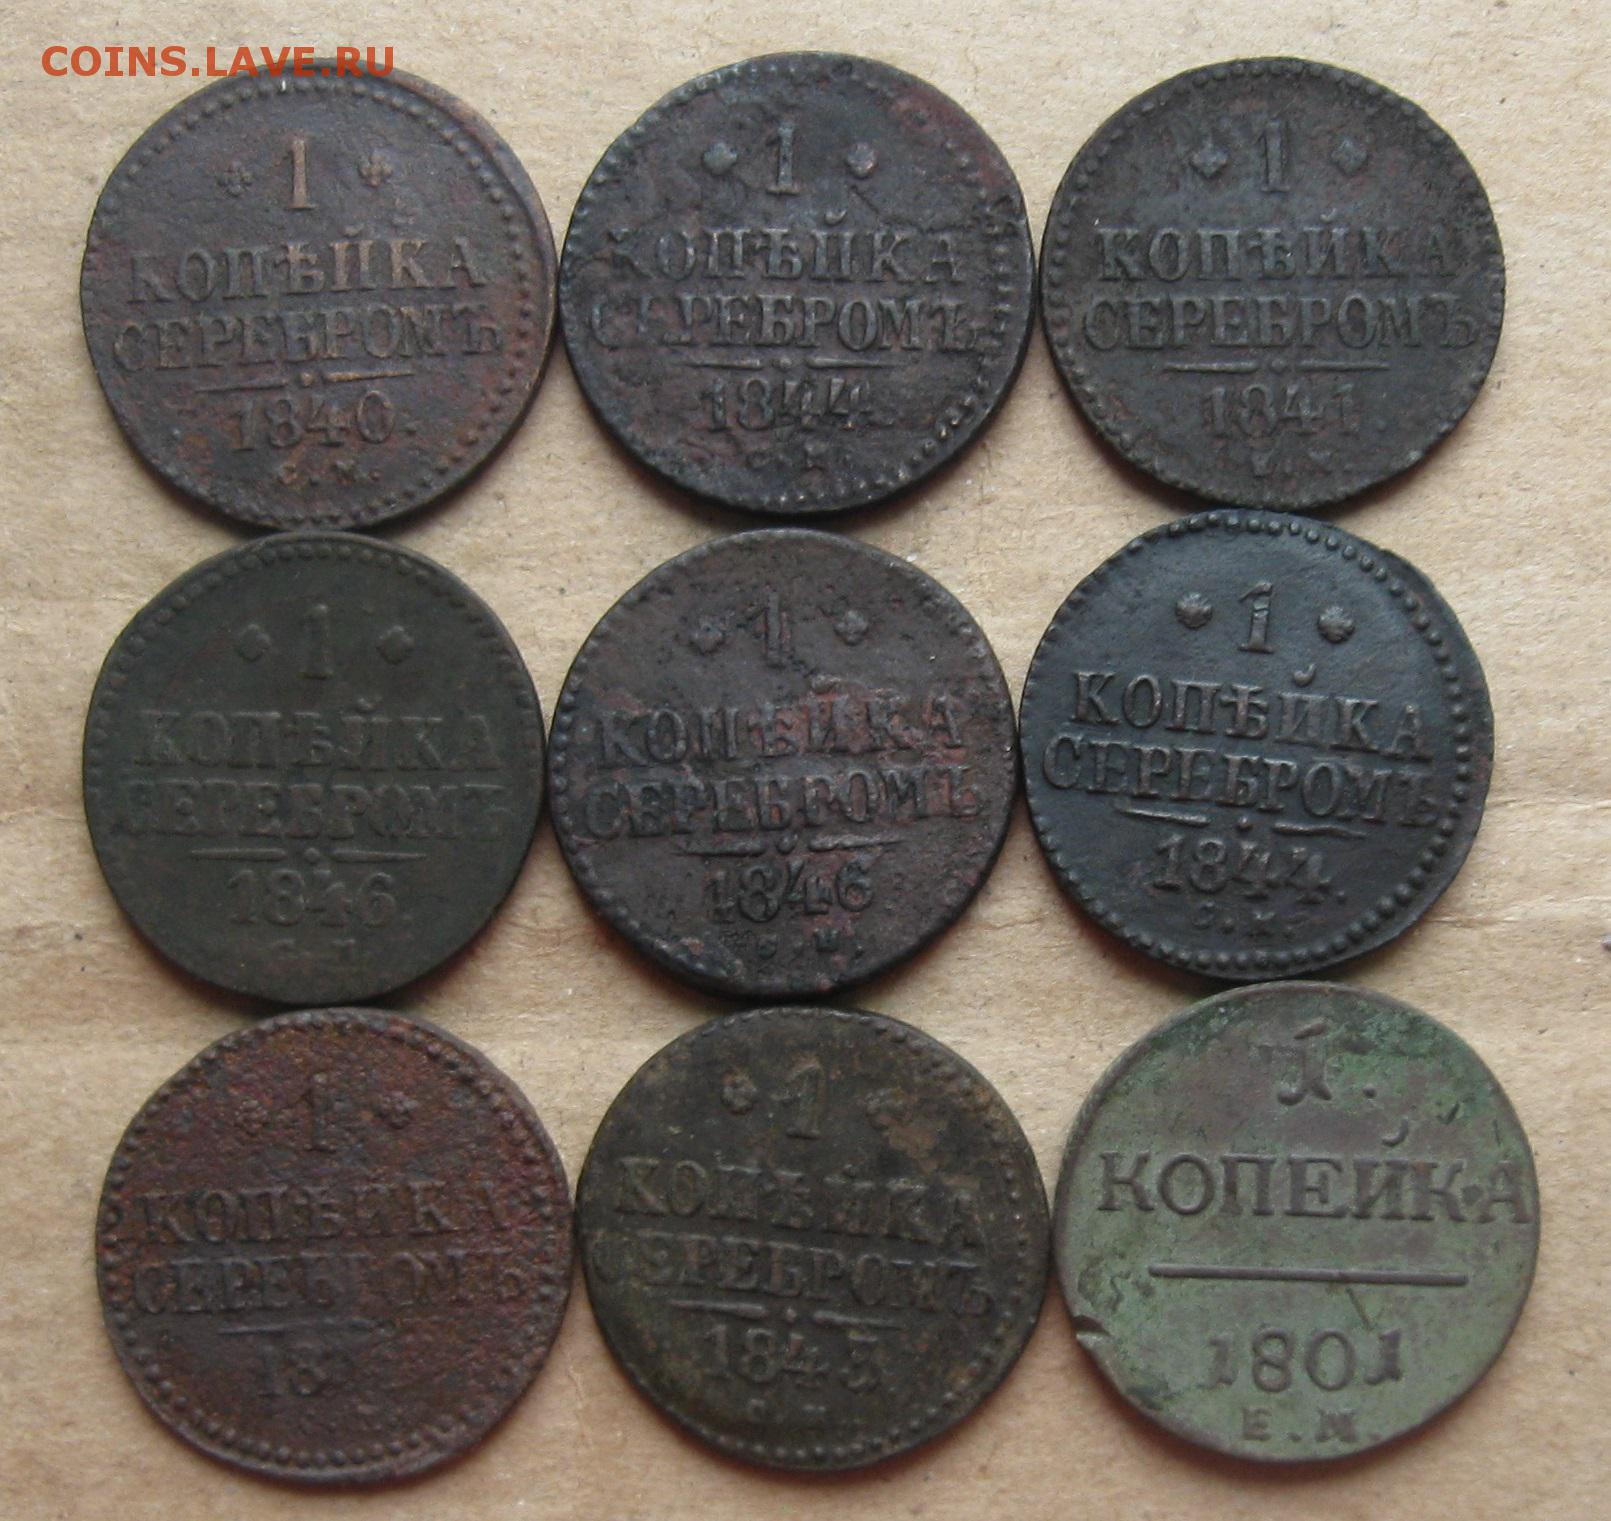 COINS.LAVE.RU
1
КОПѢЙКА
СЕРЕБРОМЪ
1840.
С.М.
1
КОПѢЙКА
СЕРЕБРОМЪ
1844
1
КОПѢЙКА
СЕРЕБРОМЪ
1841.
1
КОПѢЙКА
СЕРЕБРОМЪ
1846.
1
КОПѢЙКА
СЕРЕБРОМЪ
1846
С.М.
1
КОПѢЙКА
СЕРЕБРОМЪ
1844.
С.М.
1
КОПѢЙКА
СЕРЕБРОМЪ
1
КОПѢЙКА
СЕРЕБРОМЪ
1.
КОПЕЙКА
1801
Е.М.